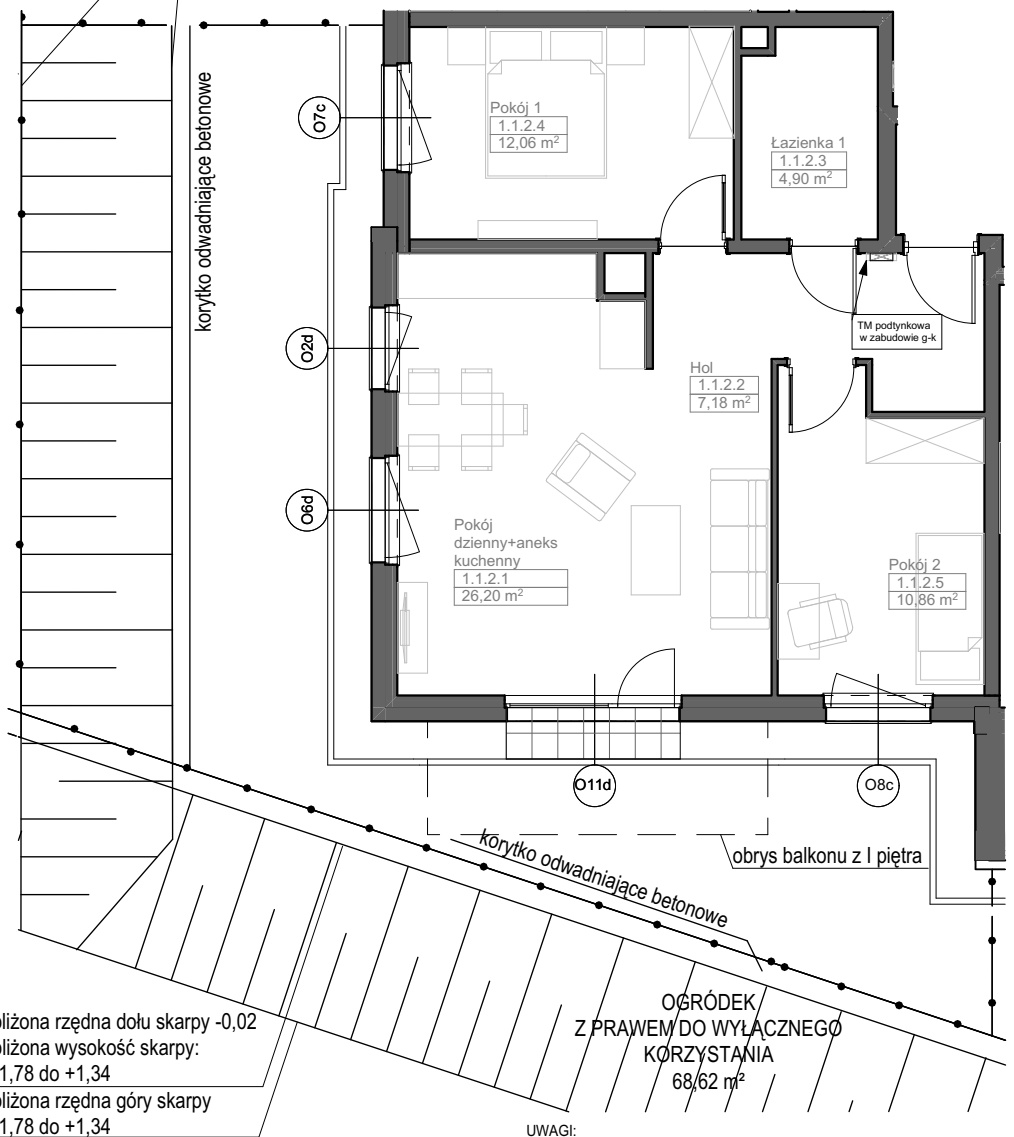 korytko odwadniające betonowe
O7c
Pokój 1
1.1.2.4
12,06 m²
Łazienka 1
1.1.2.3
4,90 m²
O2d
TM podtynkowa
w zabudowie g-k
Hol
1.1.2.2
7,18 m²
O6d
Pokój
dzienny+aneks
kuchenny
1.1.2.1
26,20 m²
Pokój 2
1.1.2.5
10,86 m²
O11d
O8c
obrys balkonu z I piętra
korytko odwadniające betonowe
OGRÓDEK
Z PRAWEM DO WYŁĄCZNEGO
KORZYSTANIA
68,62 m²
rzędna dołu skarpy -0,02
wysokość skarpy:
1,78 do +1,34
rzędna góry skarpy
1,78 do +1,34
UWAGI: